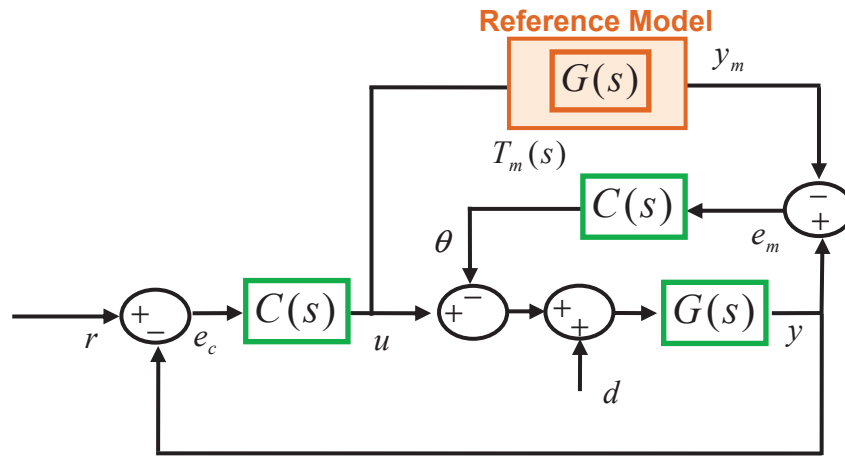 Reference Model
G(s)
y_m
T_m(s)
C(s)
−
+
θ
e_m
+
−
C(s)
+
−
+
+
G(s)
r
e_c
u
y
d